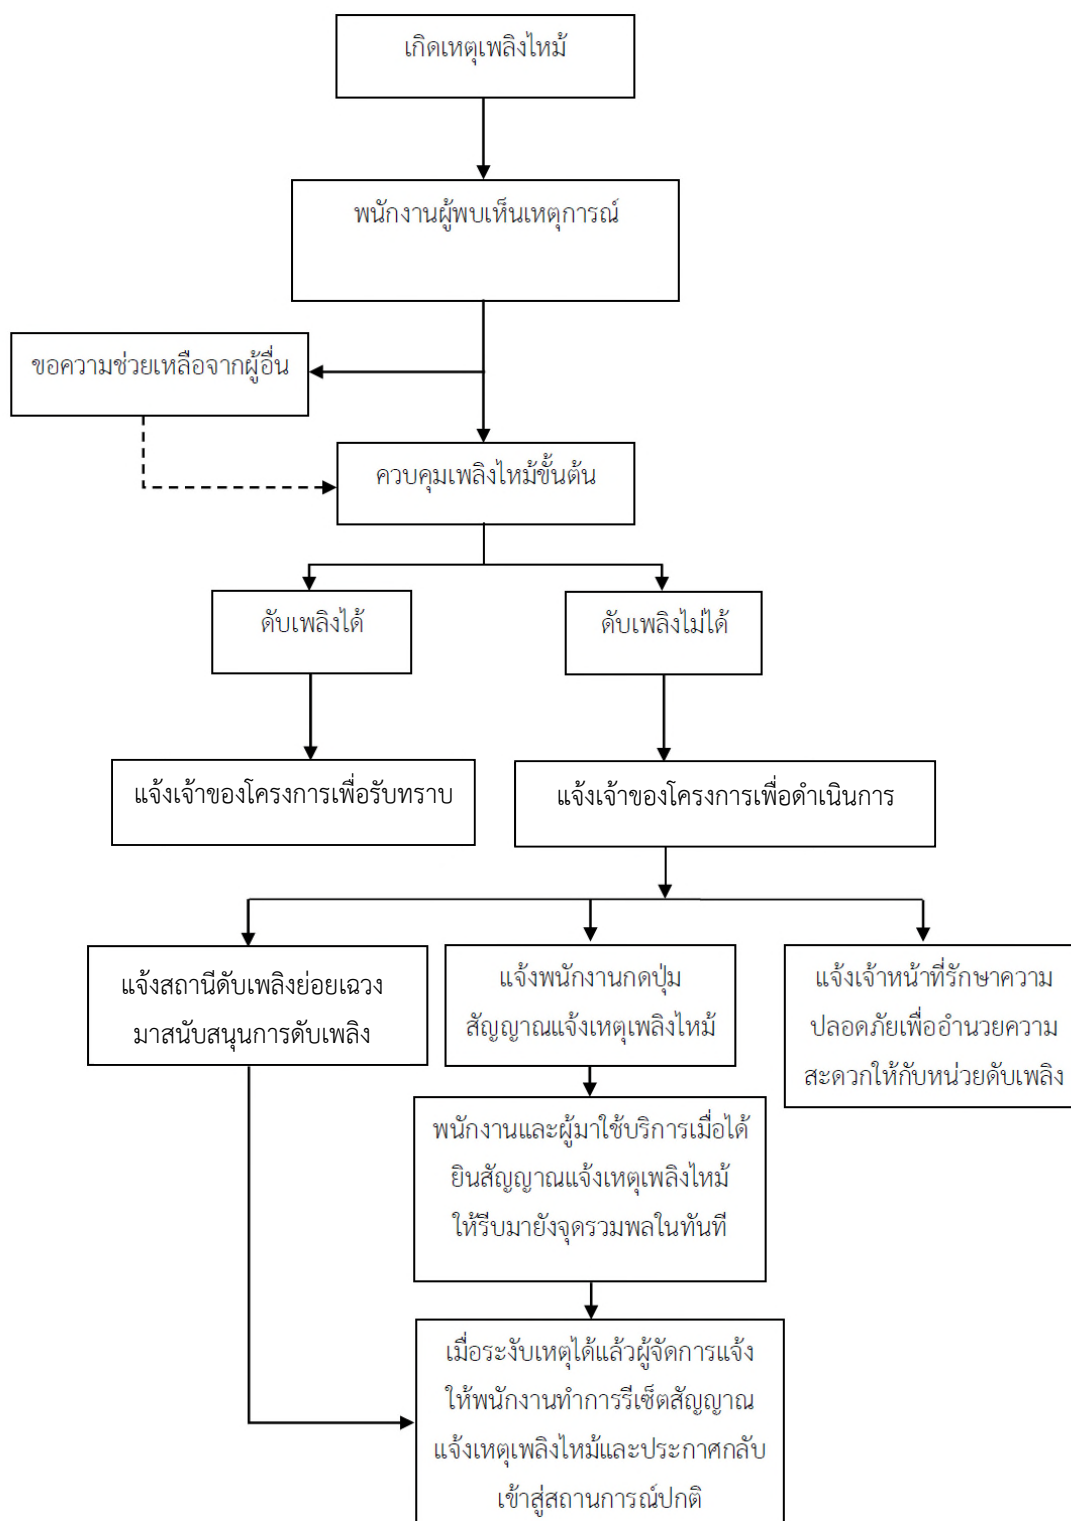 เกิดเหตุเพลิงไหม้
พนักงานผู้พบเห็นเหตุการณ์
ขอความช่วยเหลือจากผู้อื่น
ควบคุมเพลิงไหม้ขั้นต้น
ดับเพลิงได้
ดับเพลิงไม่ได้
แจ้งเจ้าของโครงการเพื่อรับทราบ
แจ้งเจ้าของโครงการเพื่อดำเนินการ
แจ้งสถานีดับเพลิงย่อยเฉวง
มาสนับสนุนการดับเพลิง
แจ้งพนักงานกดปุ่ม
สัญญาณแจ้งเหตุเพลิงไหม้
แจ้งเจ้าหน้าที่รักษาความ
ปลอดภัยเพื่ออำนวยความ
สะดวกให้กับหน่วยดับเพลิง
พนักงานและผู้มาใช้บริการเมื่อได้
ยินสัญญาณแจ้งเหตุเพลิงไหม้
ให้รีบมายังจุดรวมพลในทันที
เมื่อระงับเหตุได้แล้วผู้จัดการแจ้ง
ให้พนักงานทำการรีเซ็ตสัญญาณ
แจ้งเหตุเพลิงไหม้และประกาศกลับ
เข้าสู่สถานการณ์ปกติ